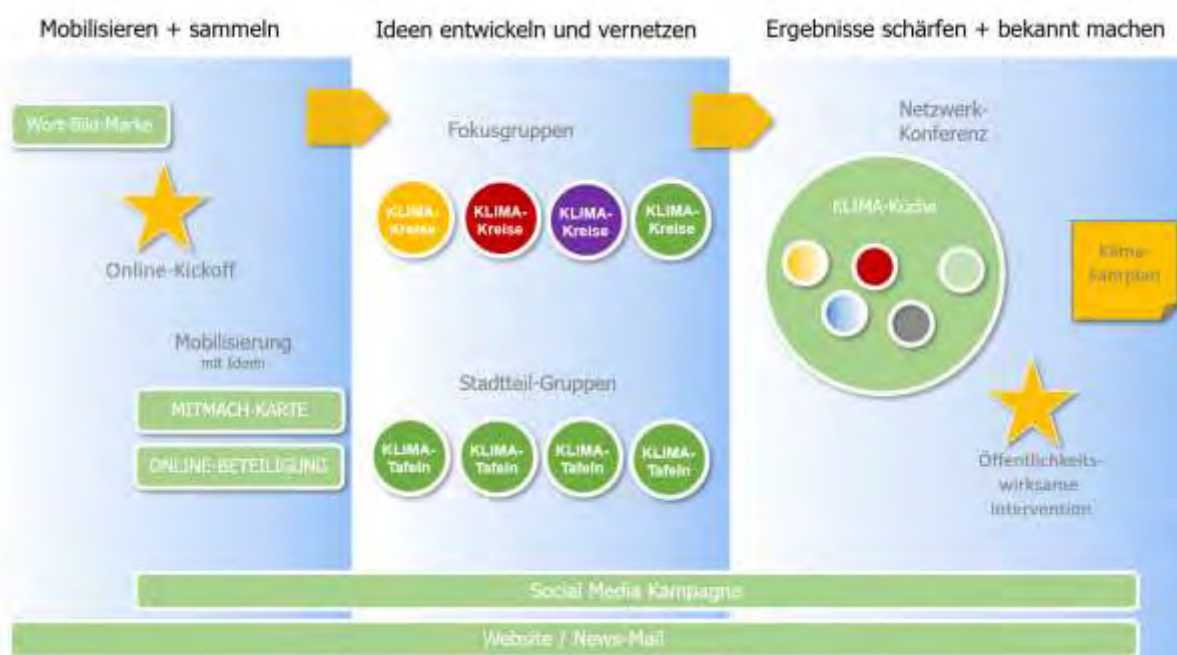 Mobilisieren + sammeln
Ideen entwickeln und vernetzen
Ergebnisse schärfen + bekannt machen
Wort-Bild-Marke
Online-Kickoff
Mobilisierung
mit Ideen
MITMACH-KARTE
ONLINE-BETEILIGUNG
Fokusgruppen
KLIMA-
Kreise
KLIMA-
Kreise
KLIMA-
Kreise
KLIMA-
Kreise
Stadtteil-Gruppen
KLIMA-
Tafeln
KLIMA-
Tafeln
KLIMA-
Tafeln
KLIMA-
Tafeln
Netzwerk-
Konferenz
KLIMA-Küche
Klima-
Öffentlichkeits-
wirksame
Intervention
Social Media Kampagne
Website / News-Mail